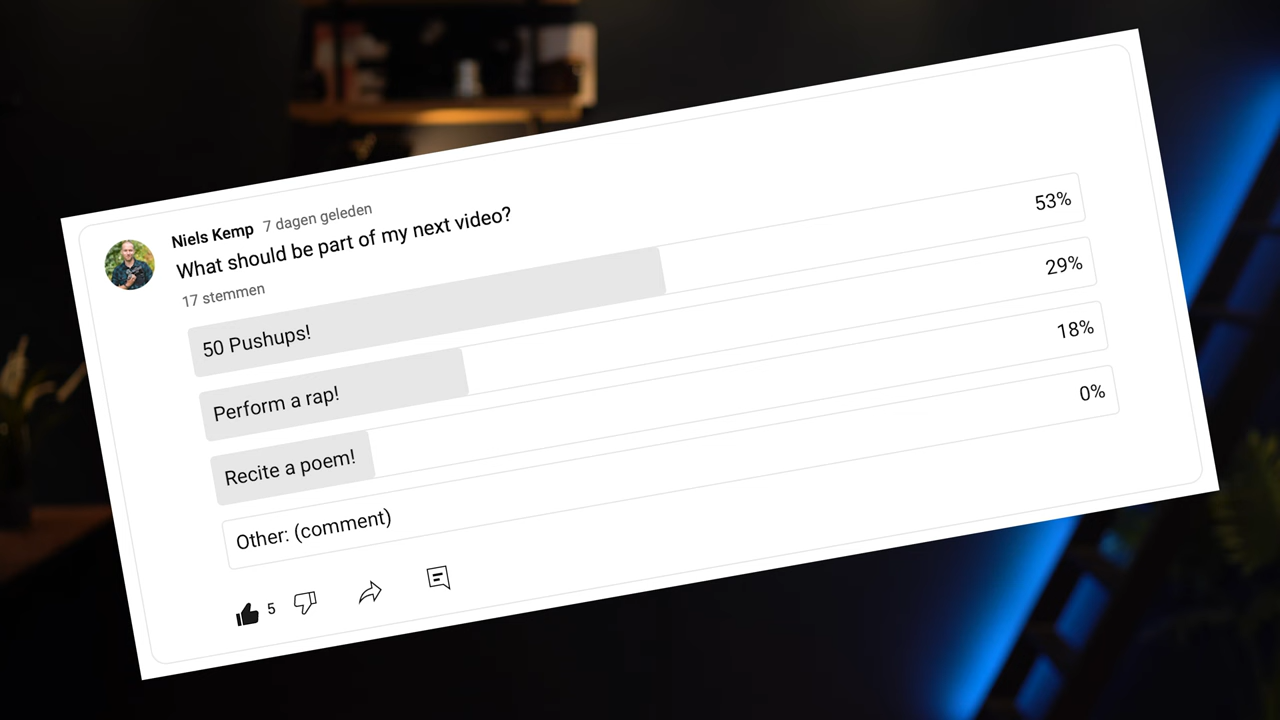 Niels Kemp 7 dagen geleden
What should be part of my next video?
17 stemmen
50 Pushups! 53%
Perform a rap! 29%
Recite a poem! 18%
Other: (comment) 0%
5